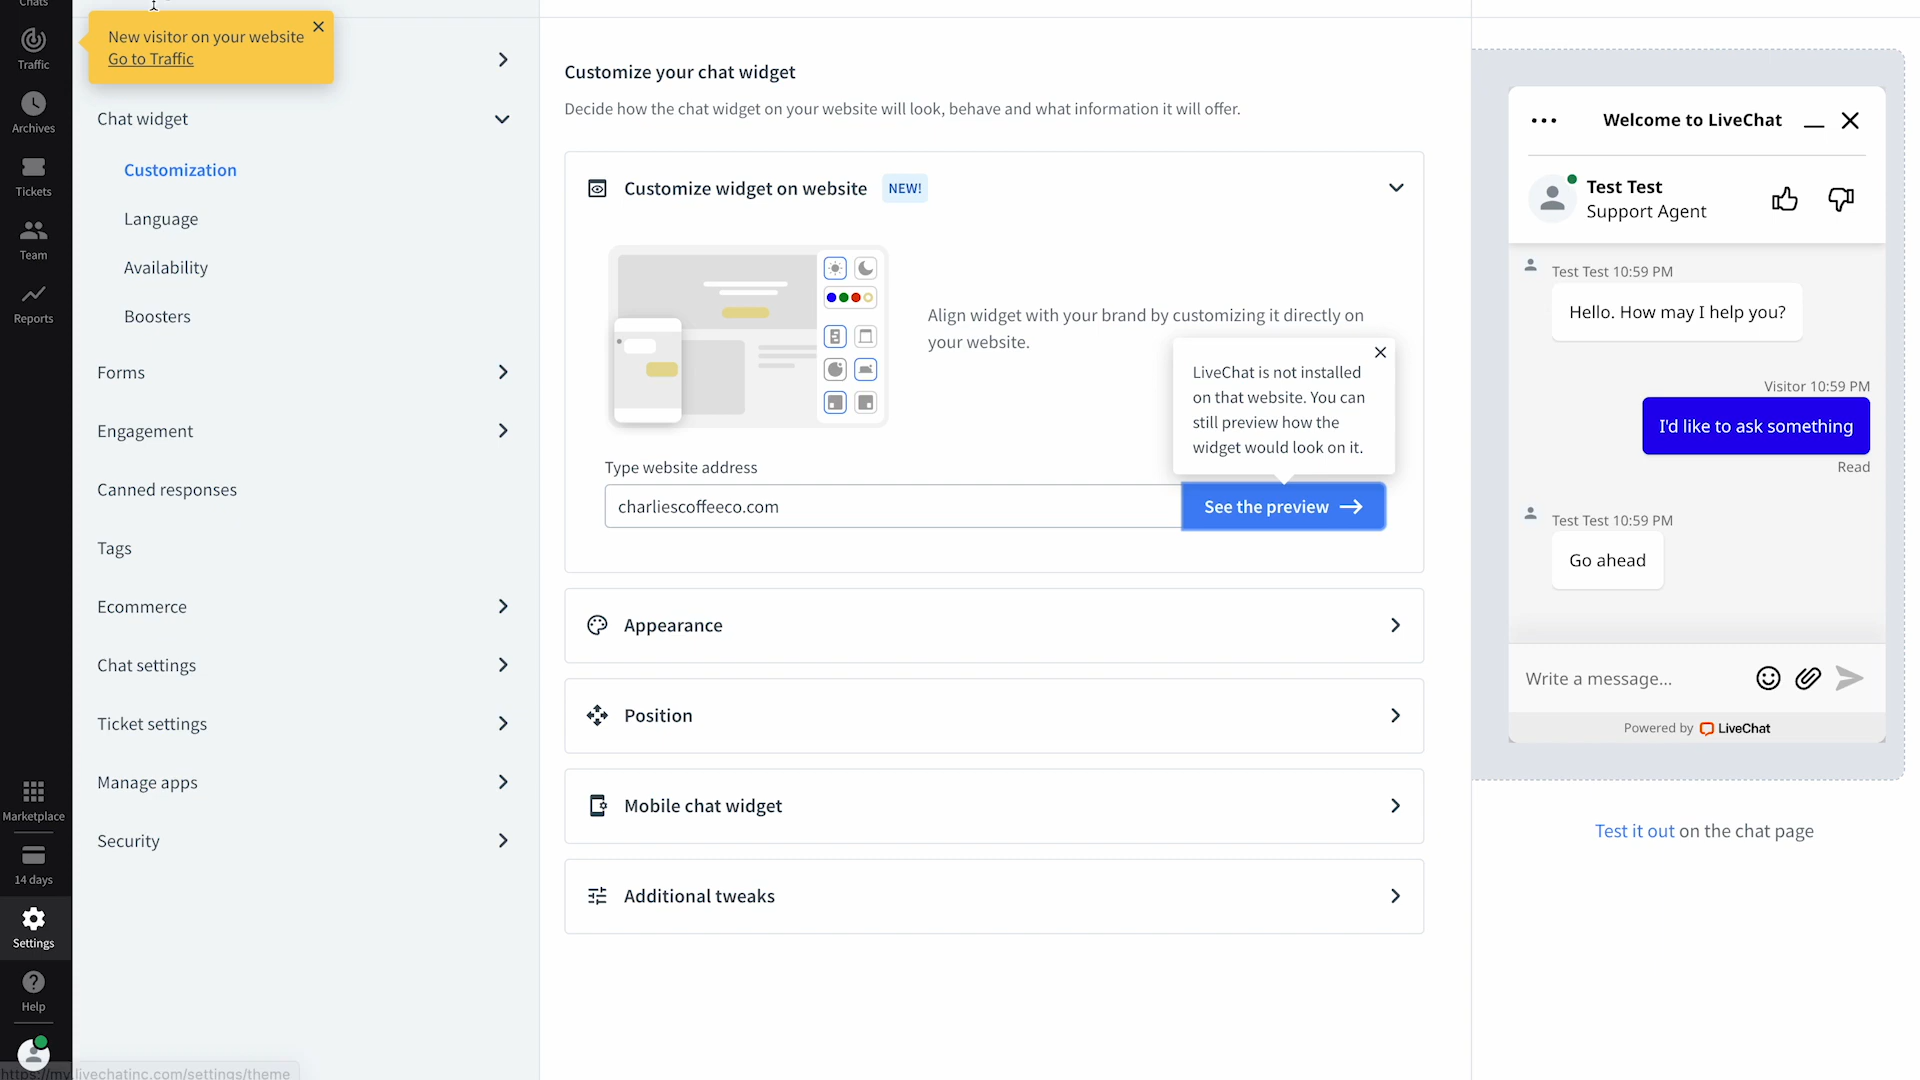 Chats
Traffic
Archives
Tickets
Team
Reports
Marketplace
14 days
Settings
Help
New visitor on your website
Go to Traffic
Chat widget
Customization
Language
Availability
Boosters
Forms
Engagement
Canned responses
Tags
Ecommerce
Chat settings
Ticket settings
Manage apps
Security
https://my.livechatinc.com/settings/theme
Customize your chat widget
Decide how the chat widget on your website will look, behave and what information it will offer.
Customize widget on website NEW!
Align widget with your brand by customizing it directly on
your website.
LiveChat is not installed
on that website. You can
still preview how the
widget would look on it.
Type website address
charliescoffeeco.com
See the preview
Appearance
Position
Mobile chat widget
Additional tweaks
Welcome to LiveChat
Test Test
Support Agent
Test Test 10:59 PM
Hello. How may I help you?
Visitor 10:59 PM
I'd like to ask something
Read
Test Test 10:59 PM
Go ahead
Write a message...
Powered by LiveChat
Test it out on the chat page